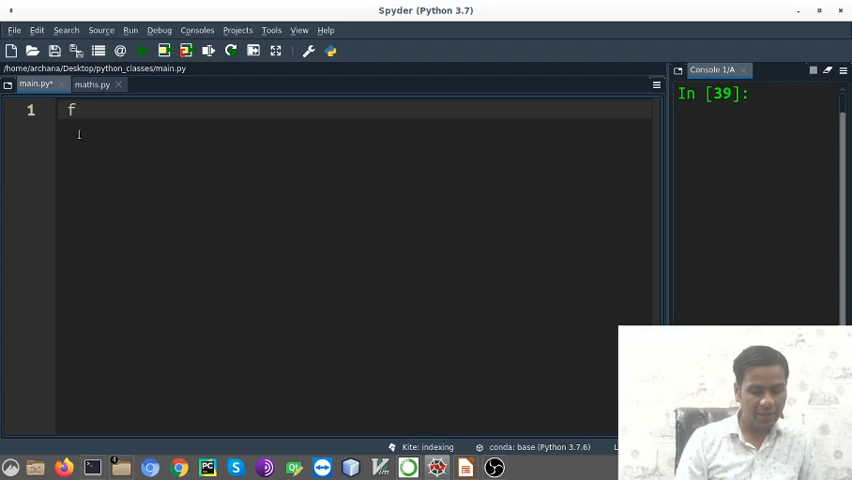 Spyder (Python 3.7)
File Edit Search Source Run Debug Consoles Projects Tools View Help
/home/archana/Desktop/python_classes/main.py
main.py* maths.py
Console 1/A
1 f
In [39]:
Kite: indexing conda: base (Python 3.7.6)